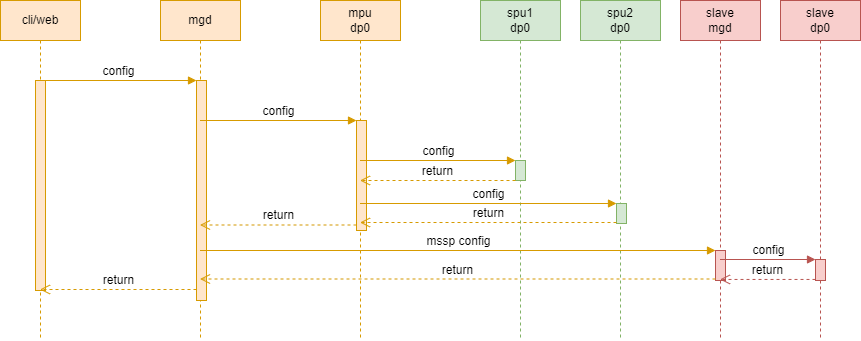 cli/web
mgd
mpu
dp0
spu1
dp0
spu2
dp0
slave
mgd
slave
dp0
config
config
config
return
config
return
return
mssp config
config
return
return
return